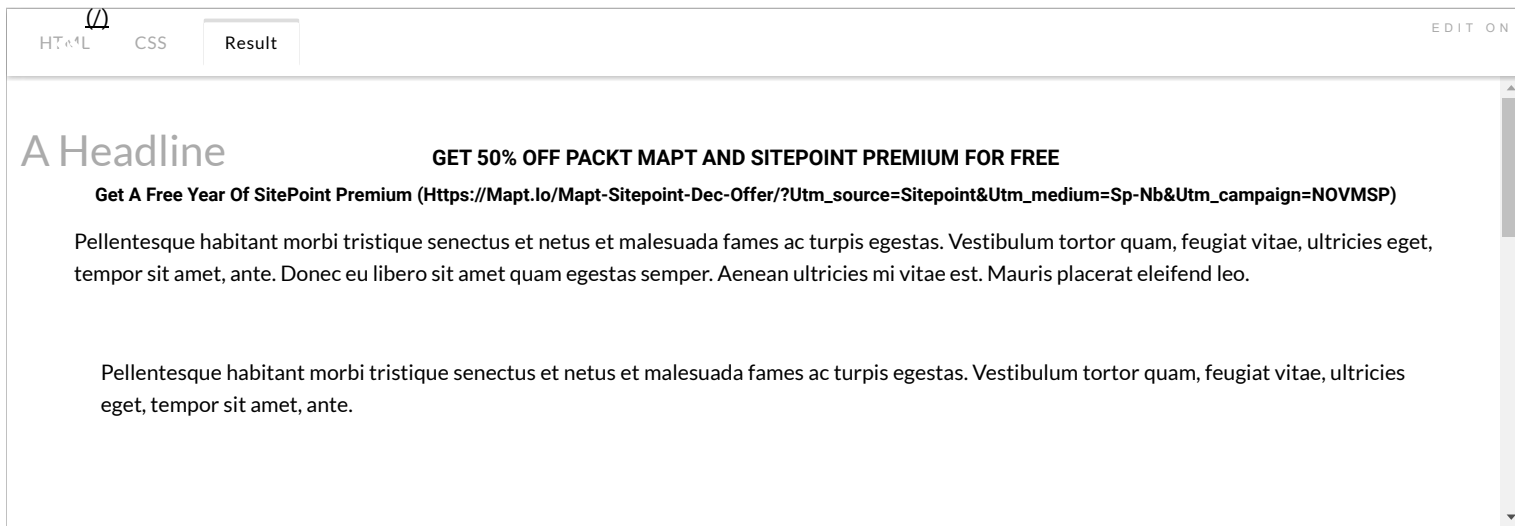 (/)
HTML CSS Result
EDIT ON
A Headline
GET 50% OFF PACKT MAPT AND SITEPOINT PREMIUM FOR FREE
Get A Free Year Of SitePoint Premium (Https://Mapt.Io/Mapt-Sitepoint-Dec-Offer/?Utm_source=Sitepoint&Utm_medium=Sp-Nb&Utm_campaign=NOVMSP)
Pellentesque habitant morbi tristique senectus et netus et malesuada fames ac turpis egestas. Vestibulum tortor quam, feugiat vitae, ultricies eget,
tempor sit amet, ante. Donec eu libero sit amet quam egestas semper. Aenean ultricies mi vitae est. Mauris placerat eleifend leo.
Pellentesque habitant morbi tristique senectus et netus et malesuada fames ac turpis egestas. Vestibulum tortor quam, feugiat vitae, ultricies
eget, tempor sit amet, ante.